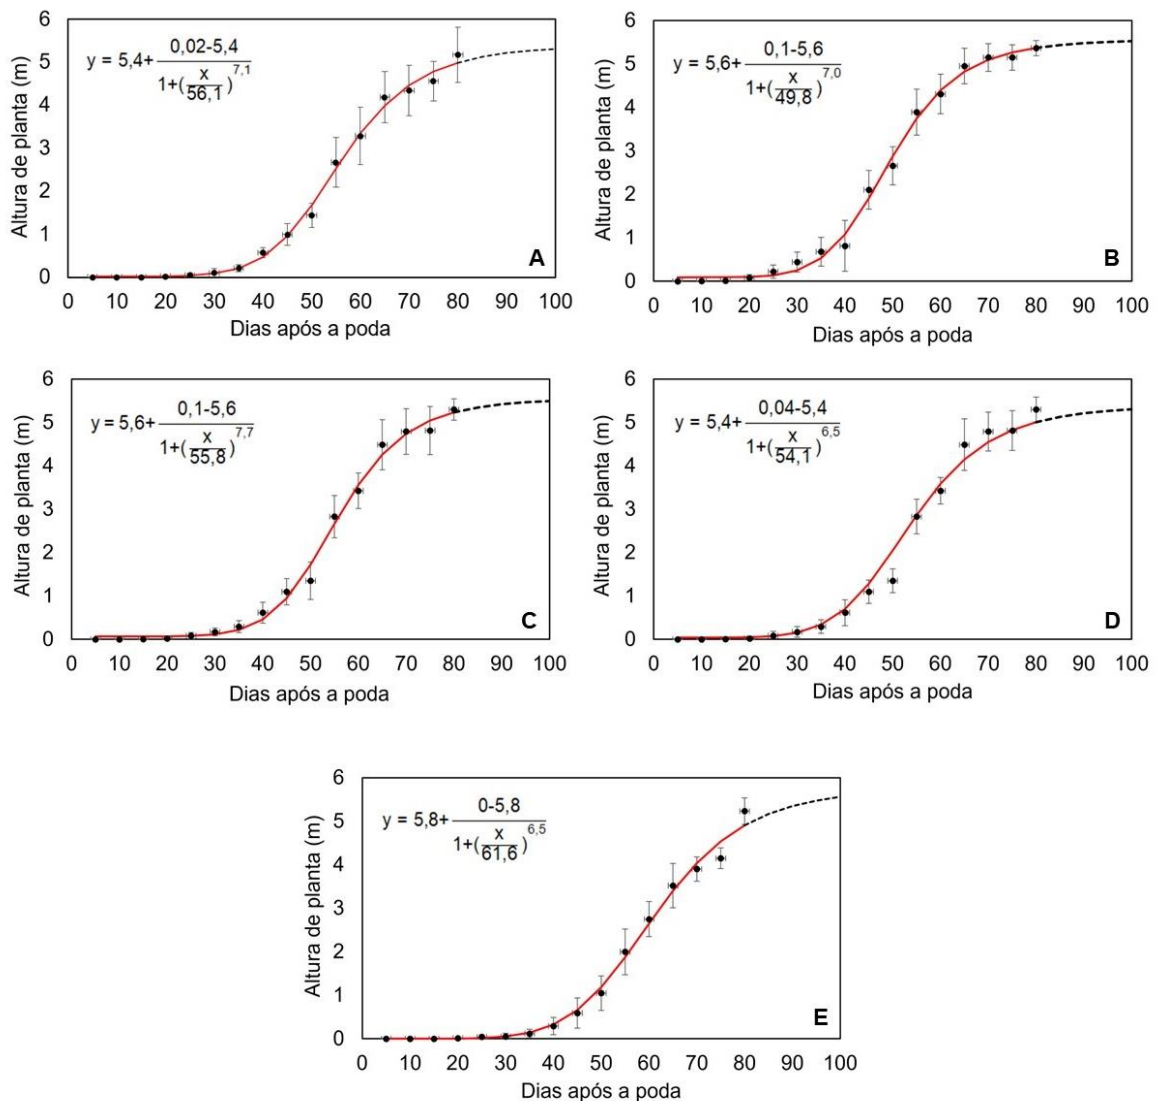 Altura de planta (m)
6
5
4
3
2
1
0
y = 5,4+ 0,02-5,4
1+( x
56,1 ) 7,1
A
0 10 20 30 40 50 60 70 80 90 100
Dias após a poda
Altura de planta (m)
6
5
4
3
2
1
0
y = 5,6+ 0,1-5,6
1+( x
49,8 ) 7,0
B
0 10 20 30 40 50 60 70 80 90 100
Dias após a poda
Altura de planta (m)
6
5
4
3
2
1
0
y = 5,6+ 0,1-5,6
1+( x
55,8 ) 7,7
C
0 10 20 30 40 50 60 70 80 90 100
Dias após a poda
Altura de planta (m)
6
5
4
3
2
1
0
y = 5,4+ 0,04-5,4
1+( x
54,1 ) 6,5
D
0 10 20 30 40 50 60 70 80 90 100
Dias após a poda
Altura de planta (m)
6
5
4
3
2
1
0
y = 5,8+ 0-5,8
1+( x
61,6 ) 6,5
E
0 10 20 30 40 50 60 70 80 90 100
Dias após a poda